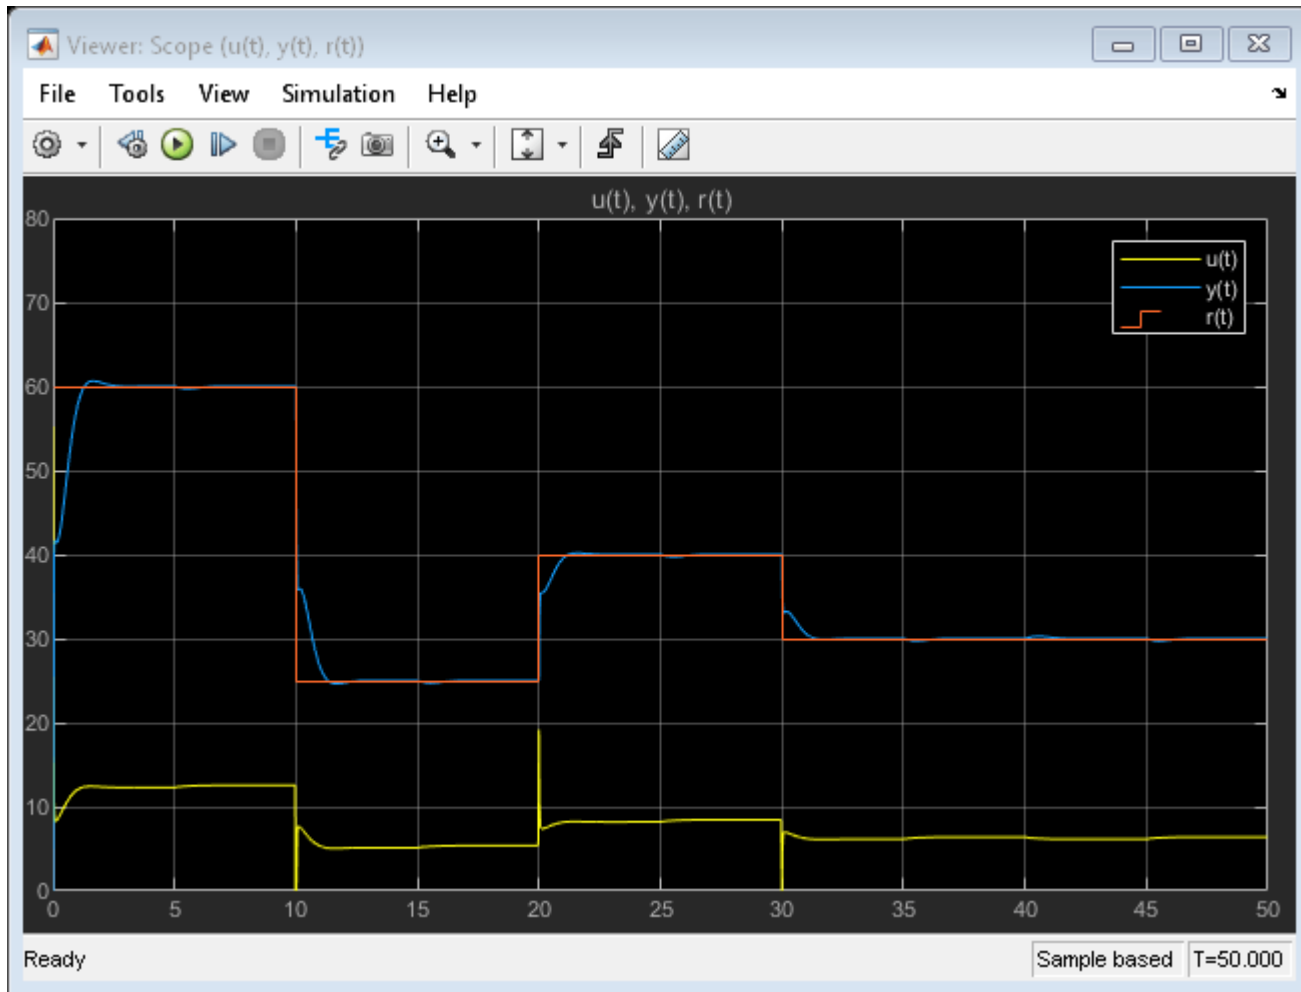 Viewer: Scope (u(t), y(t), r(t))
File Tools View Simulation Help
u(t), y(t), r(t)
80
70
60
50
40
30
20
10
0
u(t)
y(t)
r(t)
0 5 10 15 20 25 30 35 40 45 50
Ready Sample based T=50.000